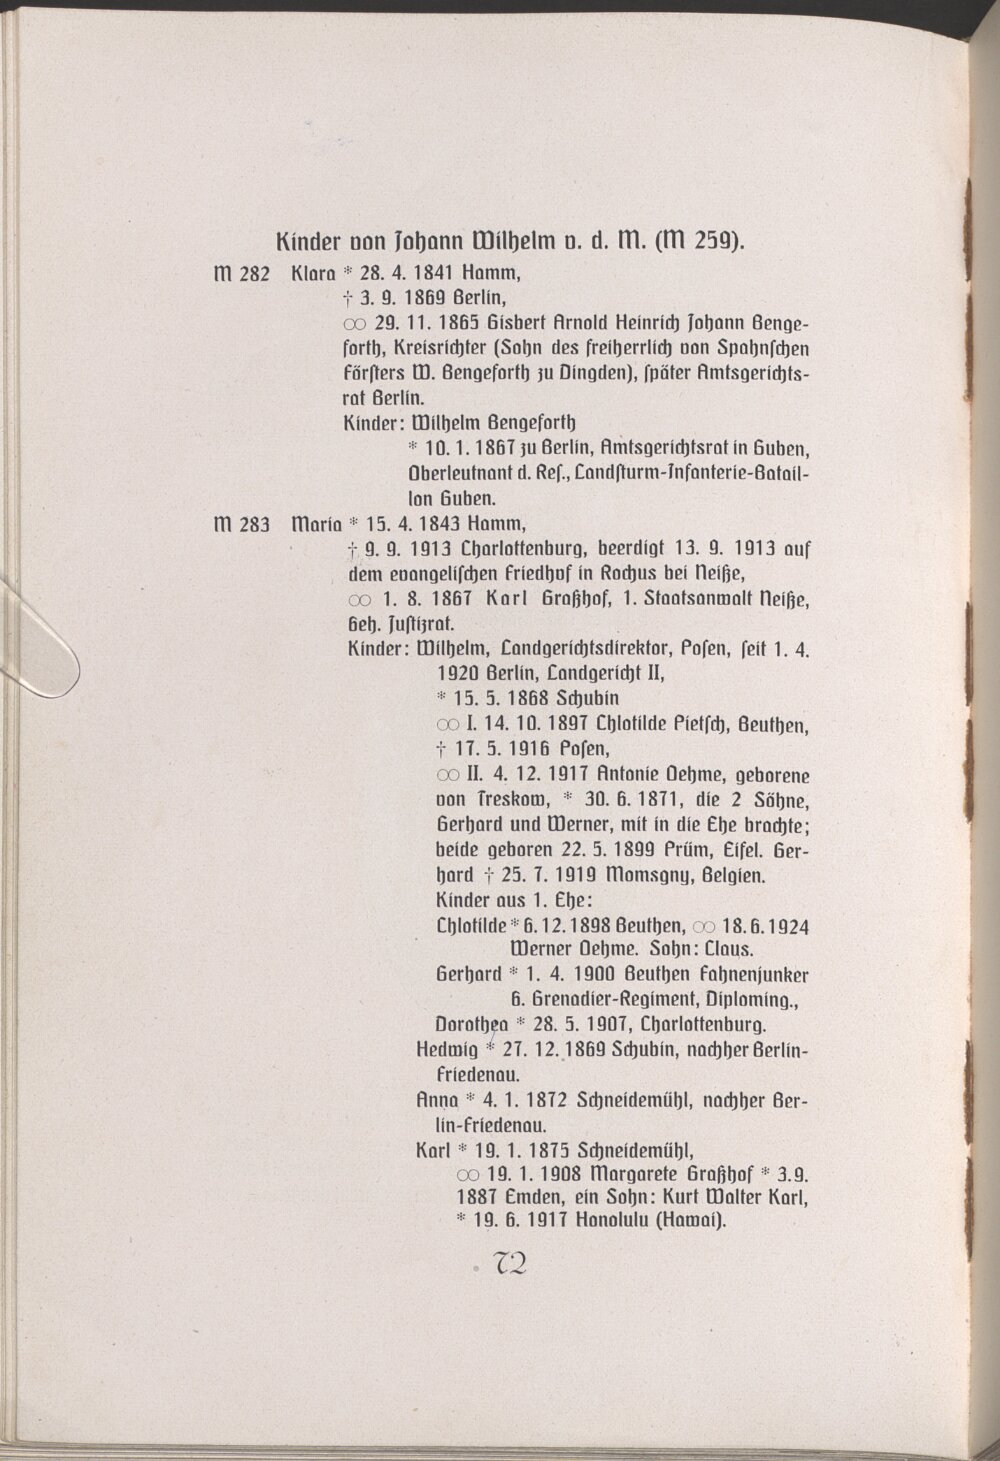 Kinder von Johann Wilhelm v. d. M. (M 259).
M 282 Klara * 28. 4. 1841 Hamm,
† 3. 9. 1869 Berlin,
∞ 29. 11. 1865 Gisbert Arnold Heinrich Johann Benge-
forth, Kreisrichter (Sohn des freiherrlich von Spahnschen
Försters W. Bengeforth zu Dingden), später Amtsgerichts-
rat Berlin.
Kinder: Wilhelm Bengeforth
* 10. 1. 1867 zu Berlin, Amtsgerichtsrat in Guben,
Oberleutnant d. Res., Landsturm-Infanterie-Batail-
lon Guben.
M 283 Maria * 15. 4. 1843 Hamm,
† 9. 9. 1913 Charlottenburg, beerdigt 13. 9. 1913 auf
dem evangelischen Friedhof in Rochus bei Neiße,
∞ 1. 8. 1867 Karl Graßhof, 1. Staatsanwalt Neiße,
Geh. Justizrat.
Kinder: Wilhelm, Landgerichtsdirektor, Posen, seit 1. 4.
1920 Berlin, Landgericht II,
* 15. 5. 1868 Schubin
∞ I. 14. 10. 1897 Chlotilde Pietsch, Beuthen,
† 17. 5. 1916 Posen,
∞ II. 4. 12. 1917 Antonie Oehme, geborene
von Treskow, * 30. 6. 1871, die 2 Söhne,
Gerhard und Werner, mit in die Ehe brachte;
beide geboren 22. 5. 1899 Prüm, Eifel. Ger-
hard † 25. 7. 1919 Momsgny, Belgien.
Kinder aus 1. Ehe:
Chlotilde * 6. 12. 1898 Beuthen, ∞ 18. 6. 1924
Werner Oehme. Sohn: Claus.
Gerhard * 1. 4. 1900 Beuthen Fahnenjunker
6. Grenadier-Regiment, Diploming.,
Dorothea * 28. 5. 1907, Charlottenburg.
Hedwig * 27. 12. 1869 Schubin, nachher Berlin-
Friedenau.
Anna * 4. 1. 1872 Schneidemühl, nachher Ber-
lin-Friedenau.
Karl * 19. 1. 1875 Schneidemühl,
∞ 19. 1. 1908 Margarete Graßhof * 3. 9.
1887 Emden, ein Sohn: Kurt Walter Karl,
* 19. 6. 1917 Honolulu (Hawai).
72